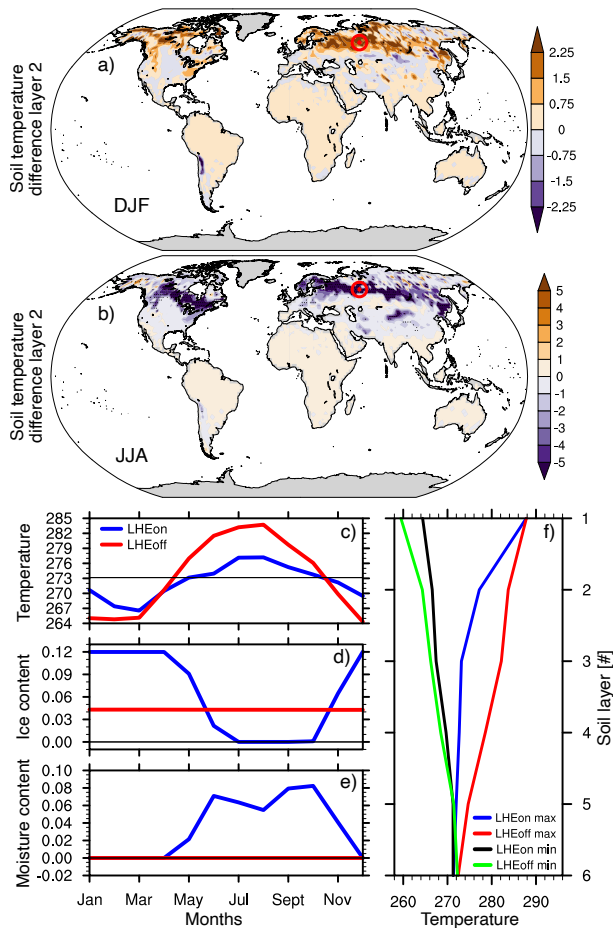 Soil temperature
difference layer 2
a)
DJF
2.25
1.5
0.75
0
-0.75
-1.5
-2.25
Soil temperature
difference layer 2
b)
JJA
5
4
3
2
1
0
-1
-2
-3
-4
-5
Temperature
285
282
279
276
273
270
267
264
LHEon
LHEoff
c)
Ice content
0.12
0.09
0.06
0.03
0.00
d)
Moisture content
0.10
0.08
0.06
0.04
0.02
0.00
-0.02
e)
Jan Mar May Jul Sept Nov
Months
f)
1
2
3
4
5
6
Soil layer [#]
LHEon max
LHEoff max
LHEon min
LHEoff min
260 270 280 290
Temperature